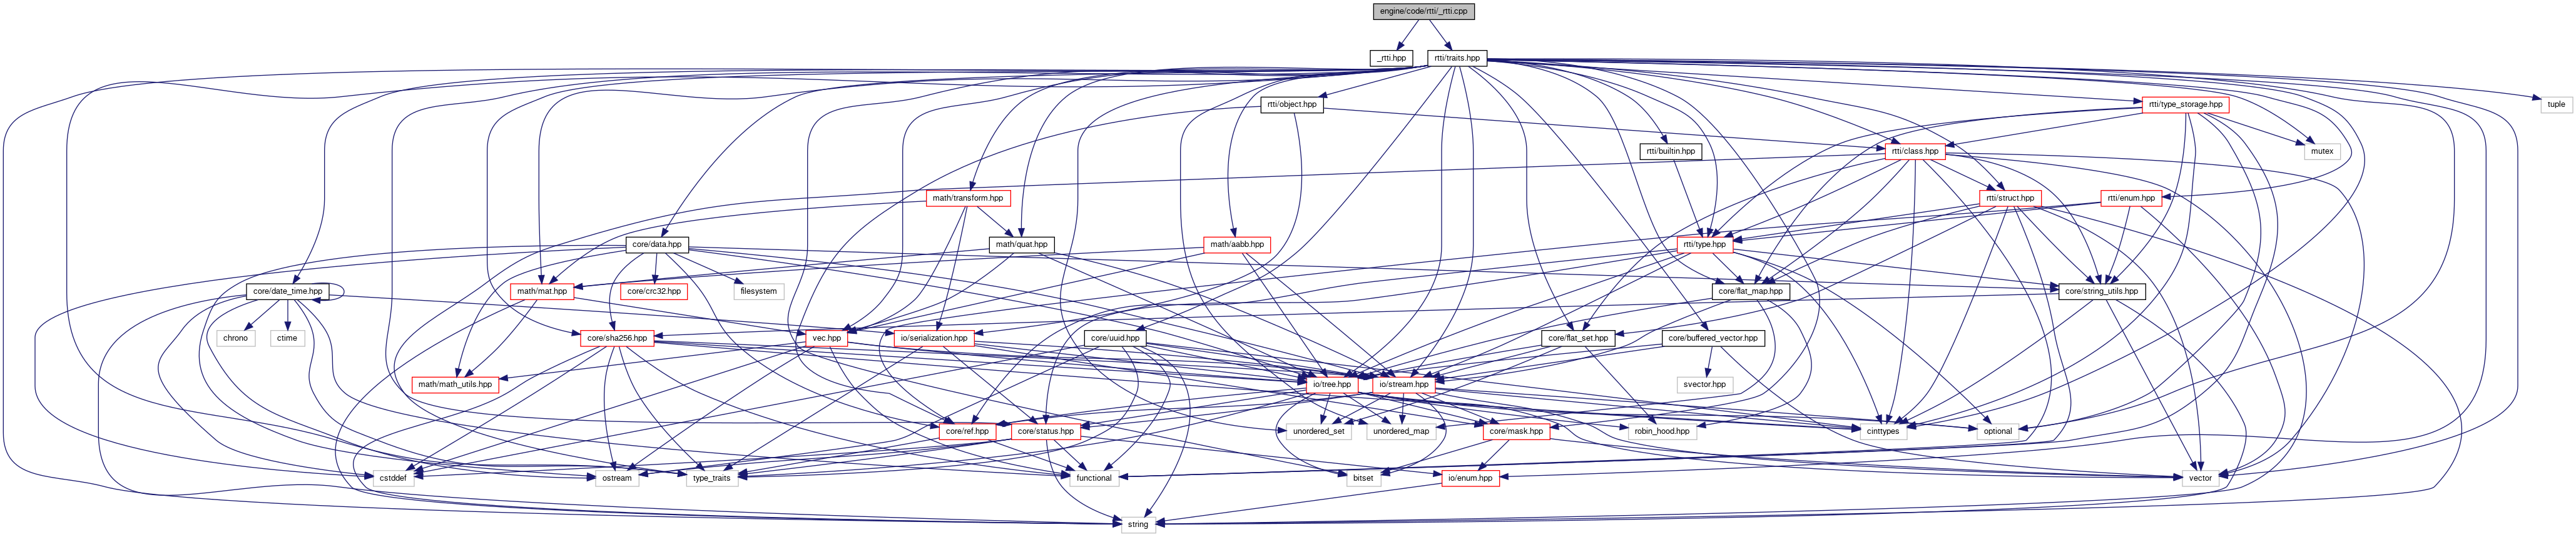 engine/code/rtti/_rtti.cpp
_rtti.hpp
rtti/traits.hpp
rtti/object.hpp
rtti/type_storage.hpp
tuple
rtti/builtin.hpp
rtti/class.hpp
mutex
math/transform.hpp
rtti/struct.hpp
rtti/enum.hpp
core/data.hpp
math/quat.hpp
math/aabb.hpp
rtti/type.hpp
core/date_time.hpp
math/mat.hpp
core/crc32.hpp
filesystem
core/flat_map.hpp
core/string_utils.hpp
chrono
ctime
core/sha256.hpp
vec.hpp
io/serialization.hpp
core/uuid.hpp
core/flat_set.hpp
core/buffered_vector.hpp
math/math_utils.hpp
io/tree.hpp
io/stream.hpp
svector.hpp
core/ref.hpp
core/status.hpp
unordered_set
unordered_map
core/mask.hpp
robin_hood.hpp
cinttypes
optional
cstddef
ostream
type_traits
functional
bitset
io/enum.hpp
vector
string